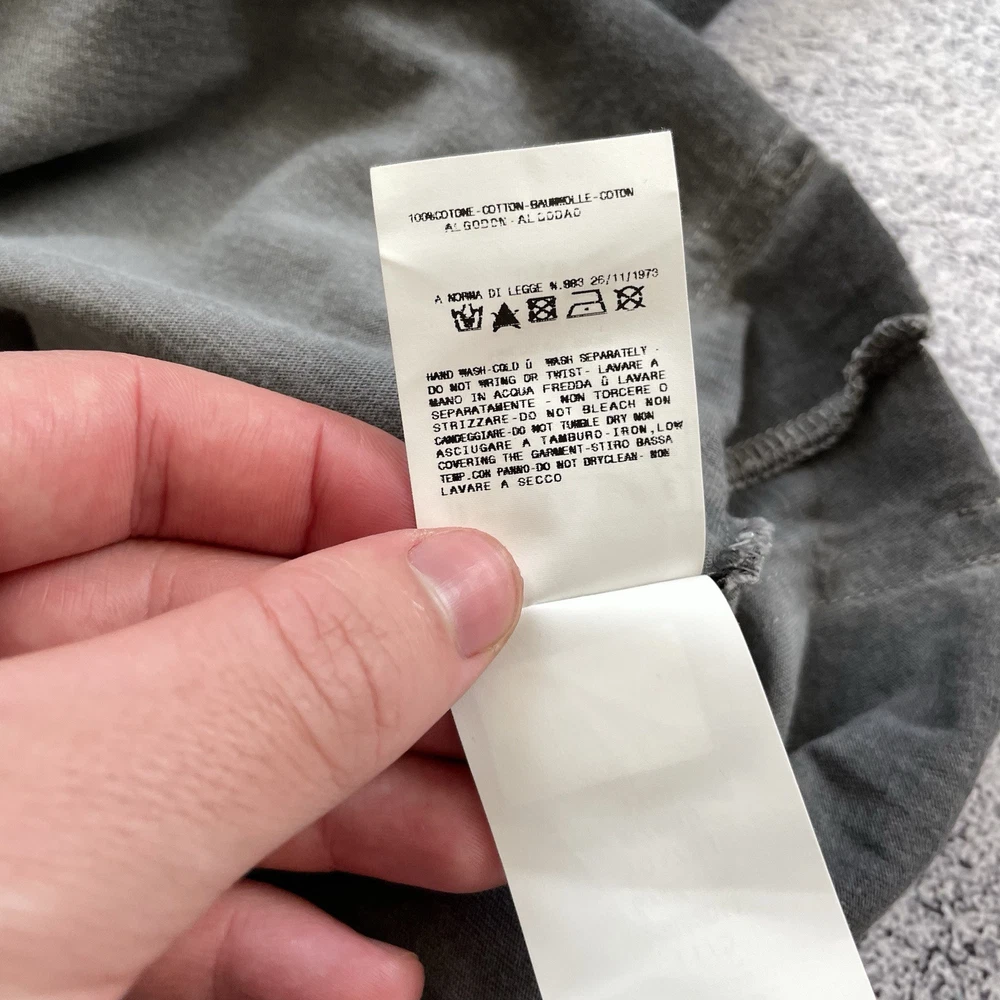 100%COTONE-COTTON-BAUMWOLLE-COTON
ALGODON-ALGODAO
A NORMA DI LEGGE N.883 26/11/1973
HAND WASH-COLD Ü WASH SEPARATELY -
DO NOT WRING OR TWIST- LAVARE A
MANO IN ACQUA FREDDA Ü LAVARE
SEPARATAMENTE - NON TORCERE O
STRIZZARE-DO NOT BLEACH NON
CANDEGGIARE-DO NOT TUMBLE DRY NON
ASCIUGARE A TAMBURO-IRON,LOW
COVERING THE GARMENT-STIRO BASSA
TEMP.CON PANNO-DO NOT DRYCLEAN- NON
LAVARE A SECCO